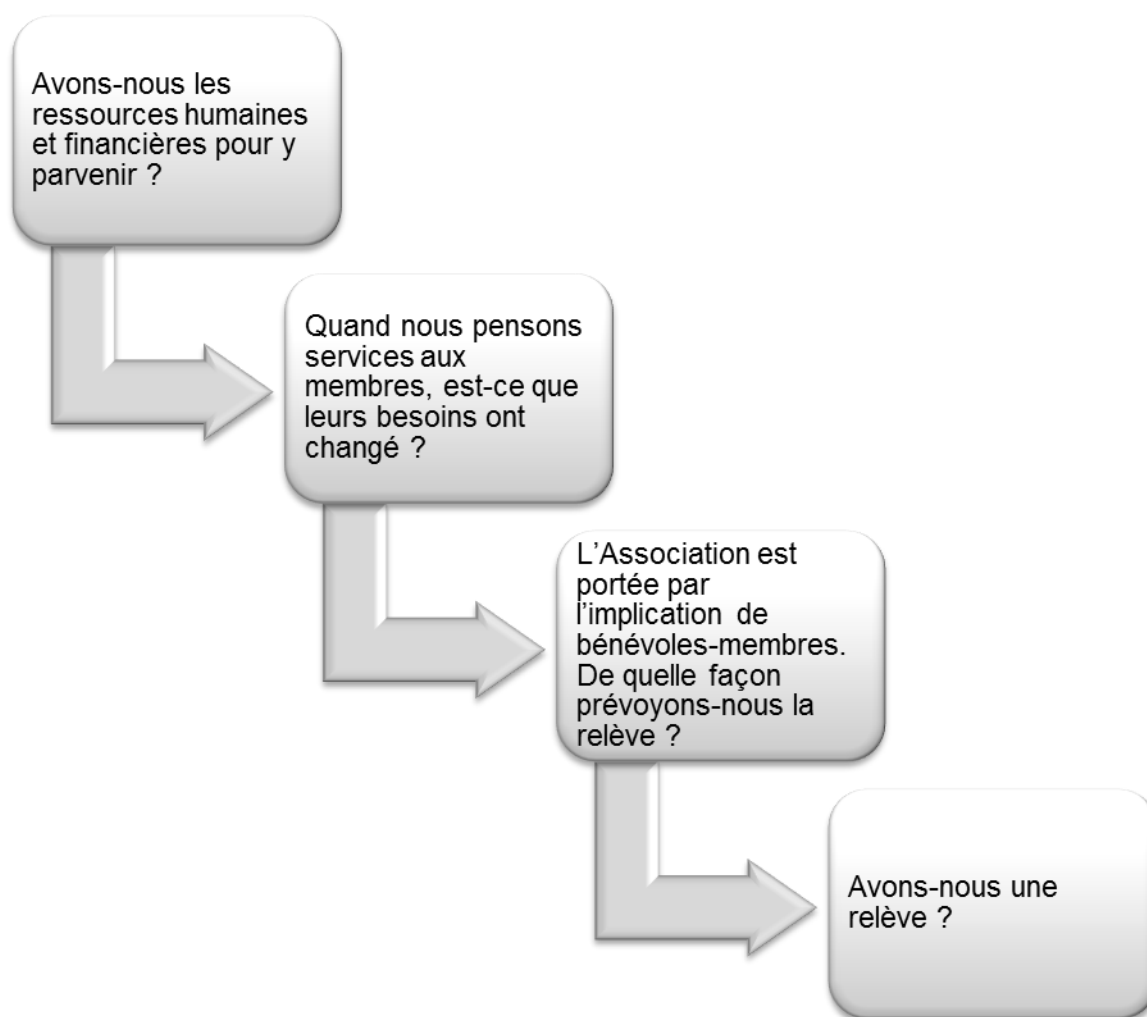 Avons-nous les
ressources humaines
et financières pour y
parvenir ?
Quand nous pensons
services aux
membres, est-ce que
leurs besoins ont
changé ?
L’Association est
portée par
l’implication de
bénévoles-membres.
De quelle façon
prévoyons-nous la
relève ?
Avons-nous une
relève ?